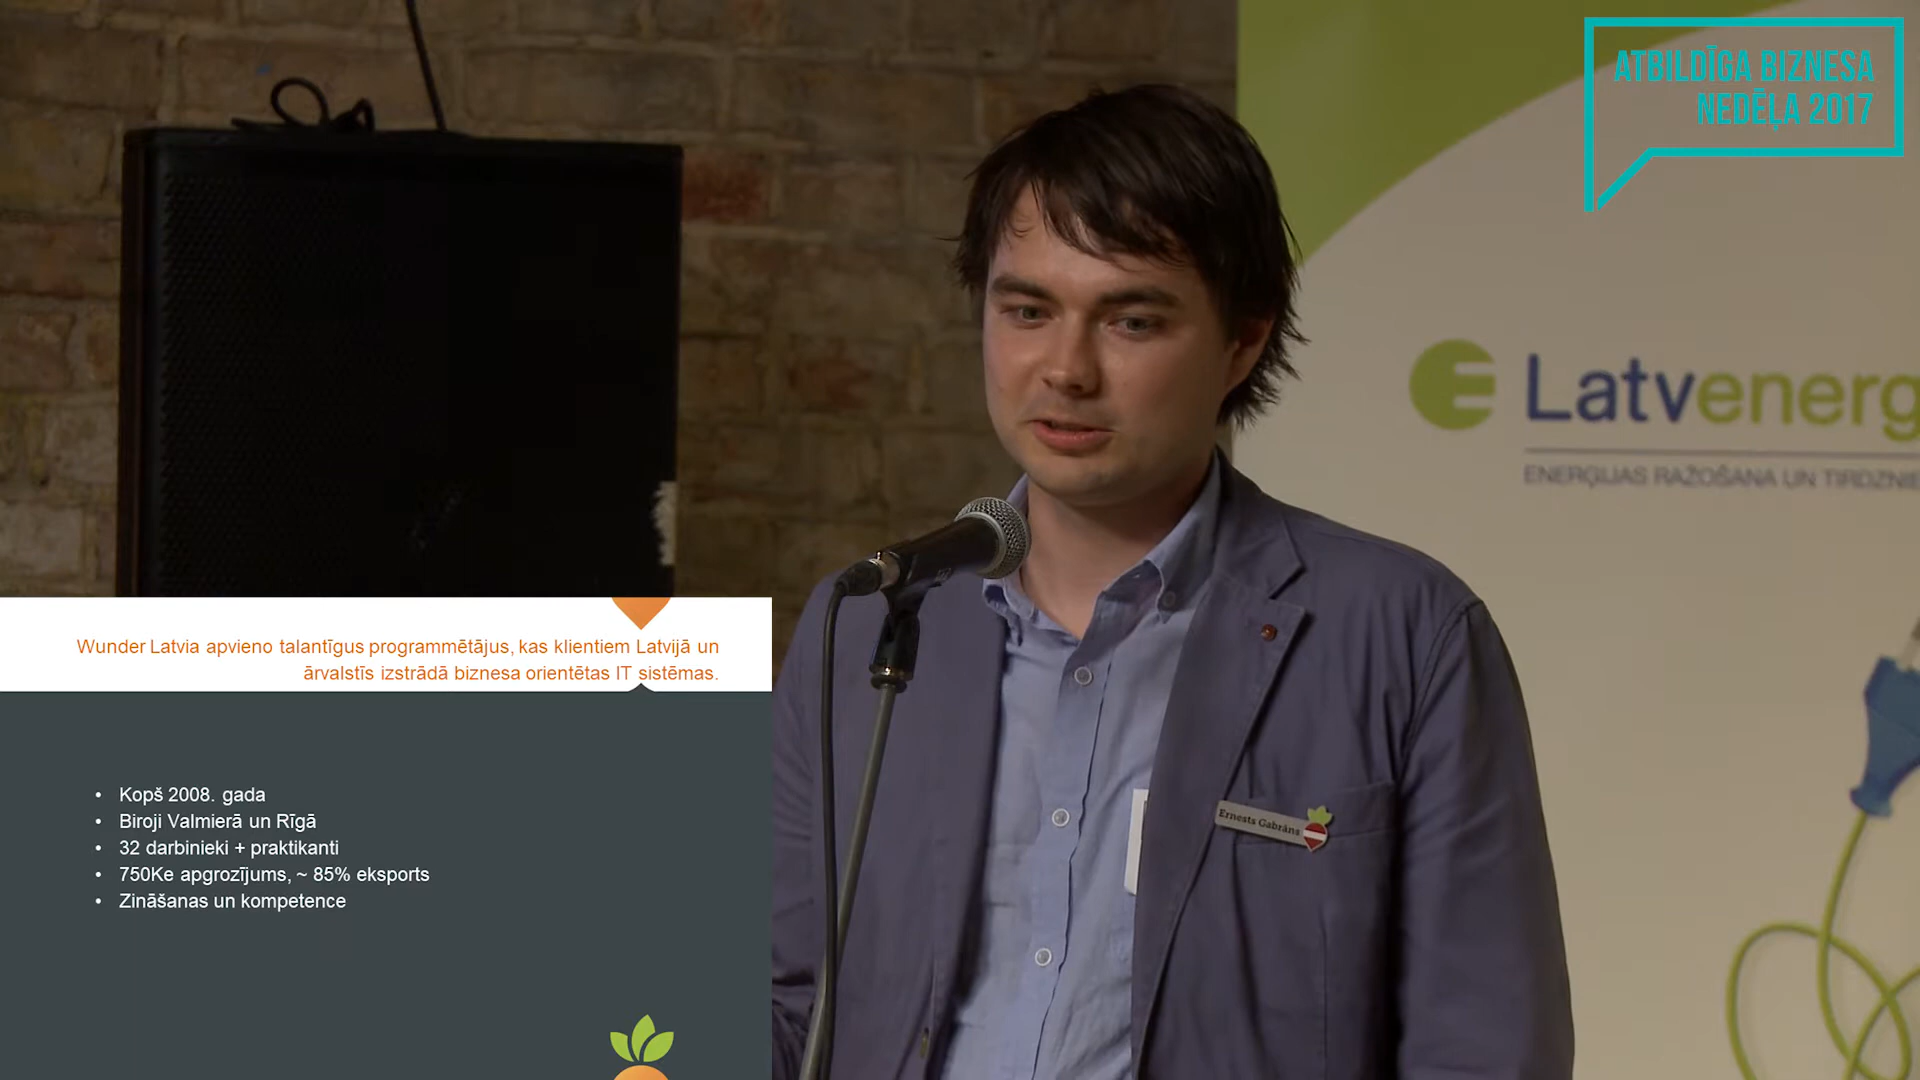 ATBILDĪGA BIZNESA
NEDĒĻA 2017
Latvenerg
ENERĢIJAS RAŽOŠANA UN TIRDZNIE
Wunder Latvia apvieno talantīgus programmētājus, kas klientiem Latvijā un
ārvalstīs izstrādā biznesa orientētas IT sistēmas.
• Kopš 2008. gada
• Biroji Valmierā un Rīgā
• 32 darbinieki + praktikanti
• 750Ke apgrozījums, ~ 85% eksports
• Zināšanas un kompetence
Ernests Gabrāns